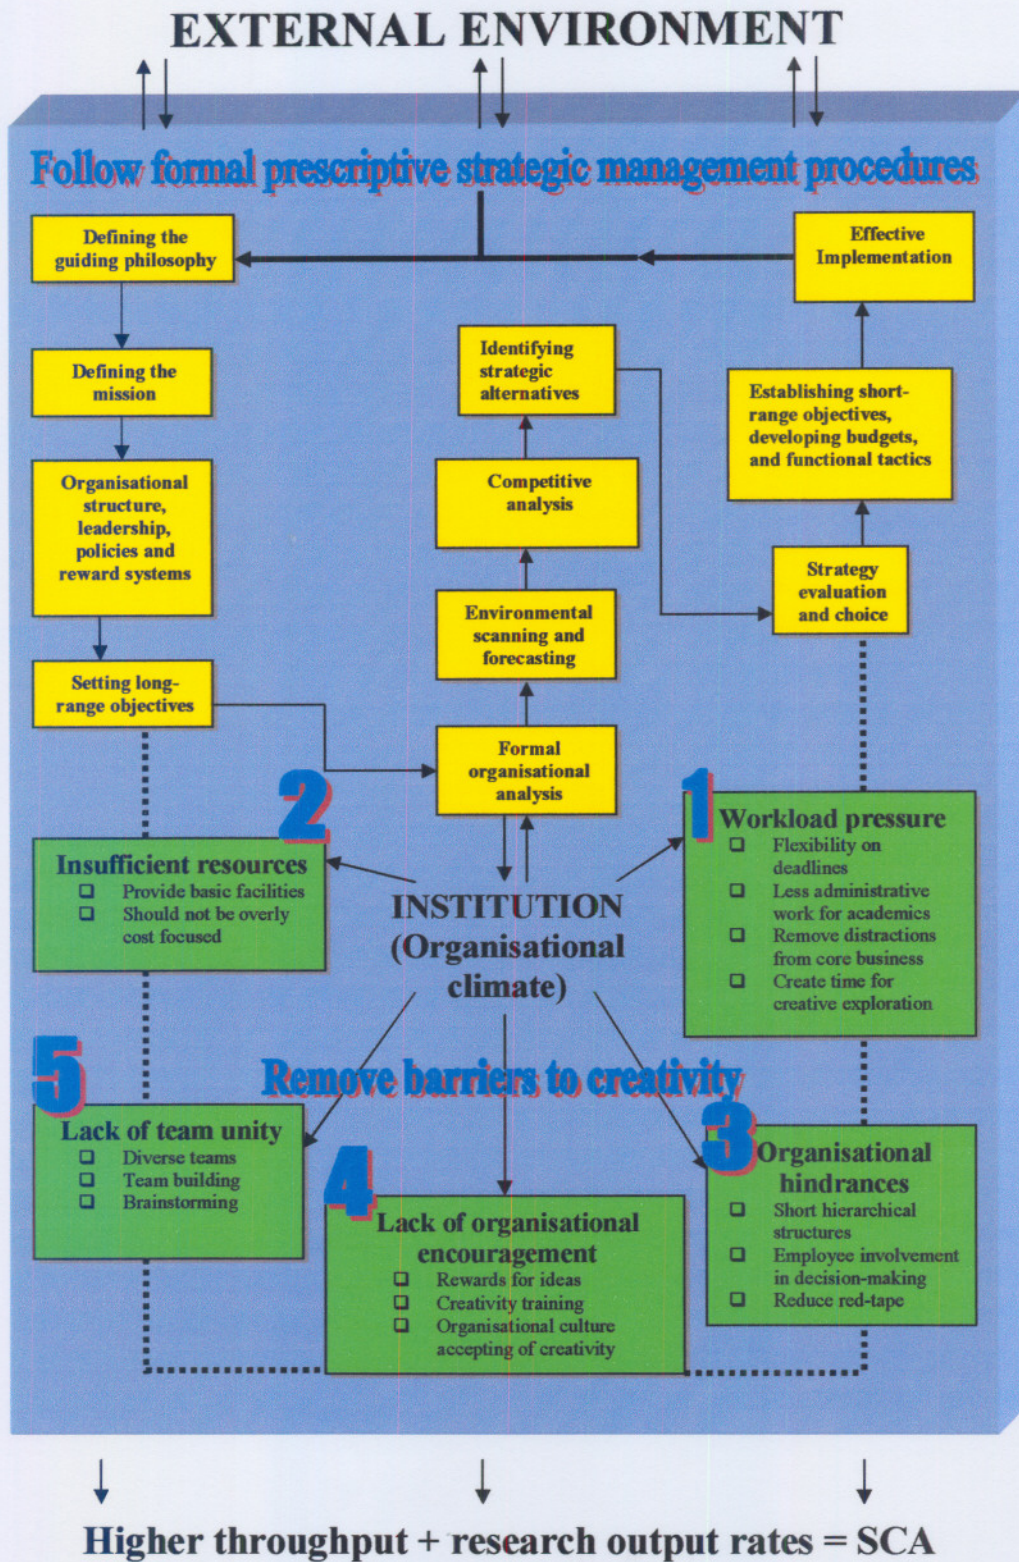 EXTERNAL ENVIRONMENT
Follow formal prescriptive strategic management procedures
Defining the
guiding philosophy
Effective
Implementation
Defining the
mission
Identifying
strategic
alternatives
Establishing short-
range objectives,
developing budgets,
and functional tactics
Organisational
structure,
leadership,
policies and
reward systems
Competitive
analysis
Strategy
evaluation
and choice
Environmental
scanning and
forecasting
Setting long-
range objectives
Formal
organisational
analysis
2
Insufficient resources
❑ Provide basic facilities
❑ Should not be overly
cost focused
INSTITUTION
(Organisational
climate)
1
Workload pressure
❑ Flexibility on
deadlines
❑ Less administrative
work for academics
❑ Remove distractions
from core business
❑ Create time for
creative exploration
Remove barriers to creativity
5
Lack of team unity
❑ Diverse teams
❑ Team building
❑ Brainstorming
4
Lack of organisational
encouragement
❑ Rewards for ideas
❑ Creativity training
❑ Organisational culture
accepting of creativity
3
Organisational
hindrances
❑ Short hierarchical
structures
❑ Employee involvement
in decision-making
❑ Reduce red-tape
Higher throughput + research output rates = SCA